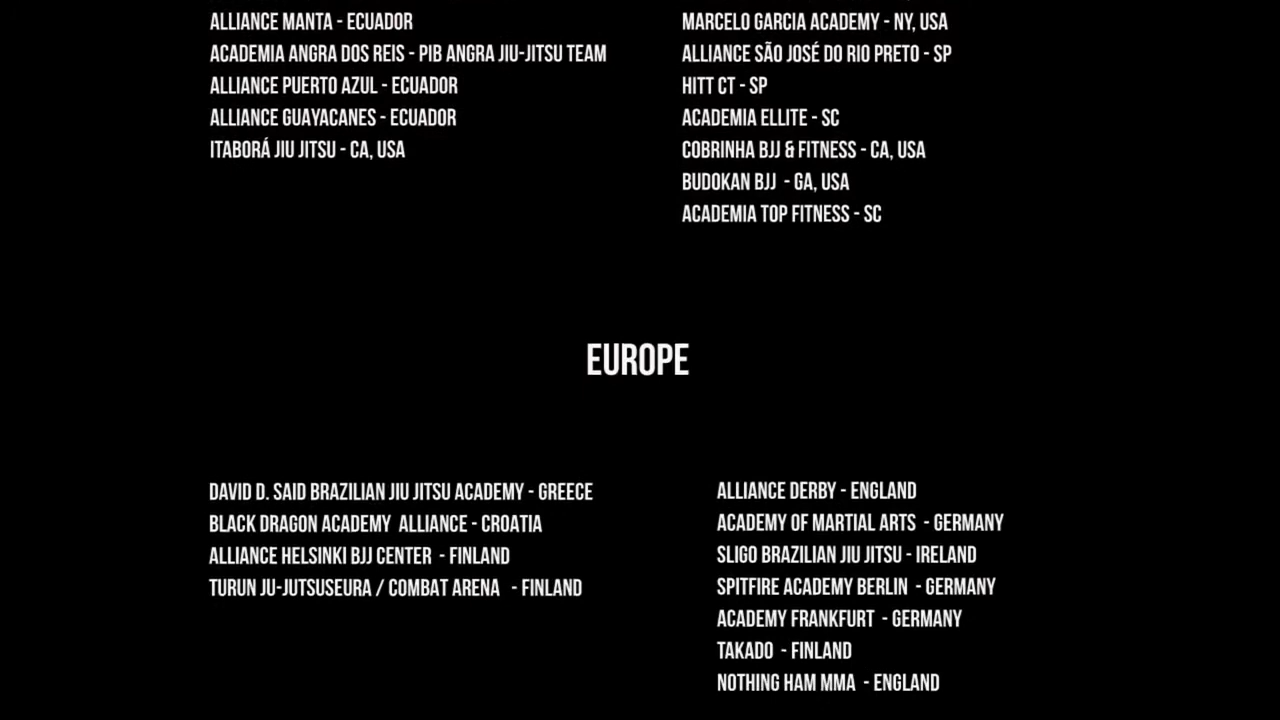 ALLIANCE MANTA - ECUADOR
ACADEMIA ANGRA DOS REIS - PIB ANGRA JIU-JITSU TEAM
ALLIANCE PUERTO AZUL - ECUADOR
ALLIANCE GUAYACANES - ECUADOR
ITABORÁ JIU JITSU - CA, USA
MARCELO GARCIA ACADEMY - NY, USA
ALLIANCE SÃO JOSÉ DO RIO PRETO - SP
HITT CT - SP
ACADEMIA ELLITE - SC
COBRINHA BJJ & FITNESS - CA, USA
BUDOKAN BJJ - GA, USA
ACADEMIA TOP FITNESS - SC
EUROPE
DAVID D. SAID BRAZILIAN JIU JITSU ACADEMY - GREECE
BLACK DRAGON ACADEMY ALLIANCE - CROATIA
ALLIANCE HELSINKI BJJ CENTER - FINLAND
TURUN JU-JUTSUSEURA / COMBAT ARENA - FINLAND
ALLIANCE DERBY - ENGLAND
ACADEMY OF MARTIAL ARTS - GERMANY
SLIGO BRAZILIAN JIU JITSU - IRELAND
SPITFIRE ACADEMY BERLIN - GERMANY
ACADEMY FRANKFURT - GERMANY
TAKADO - FINLAND
NOTHING HAM MMA - ENGLAND